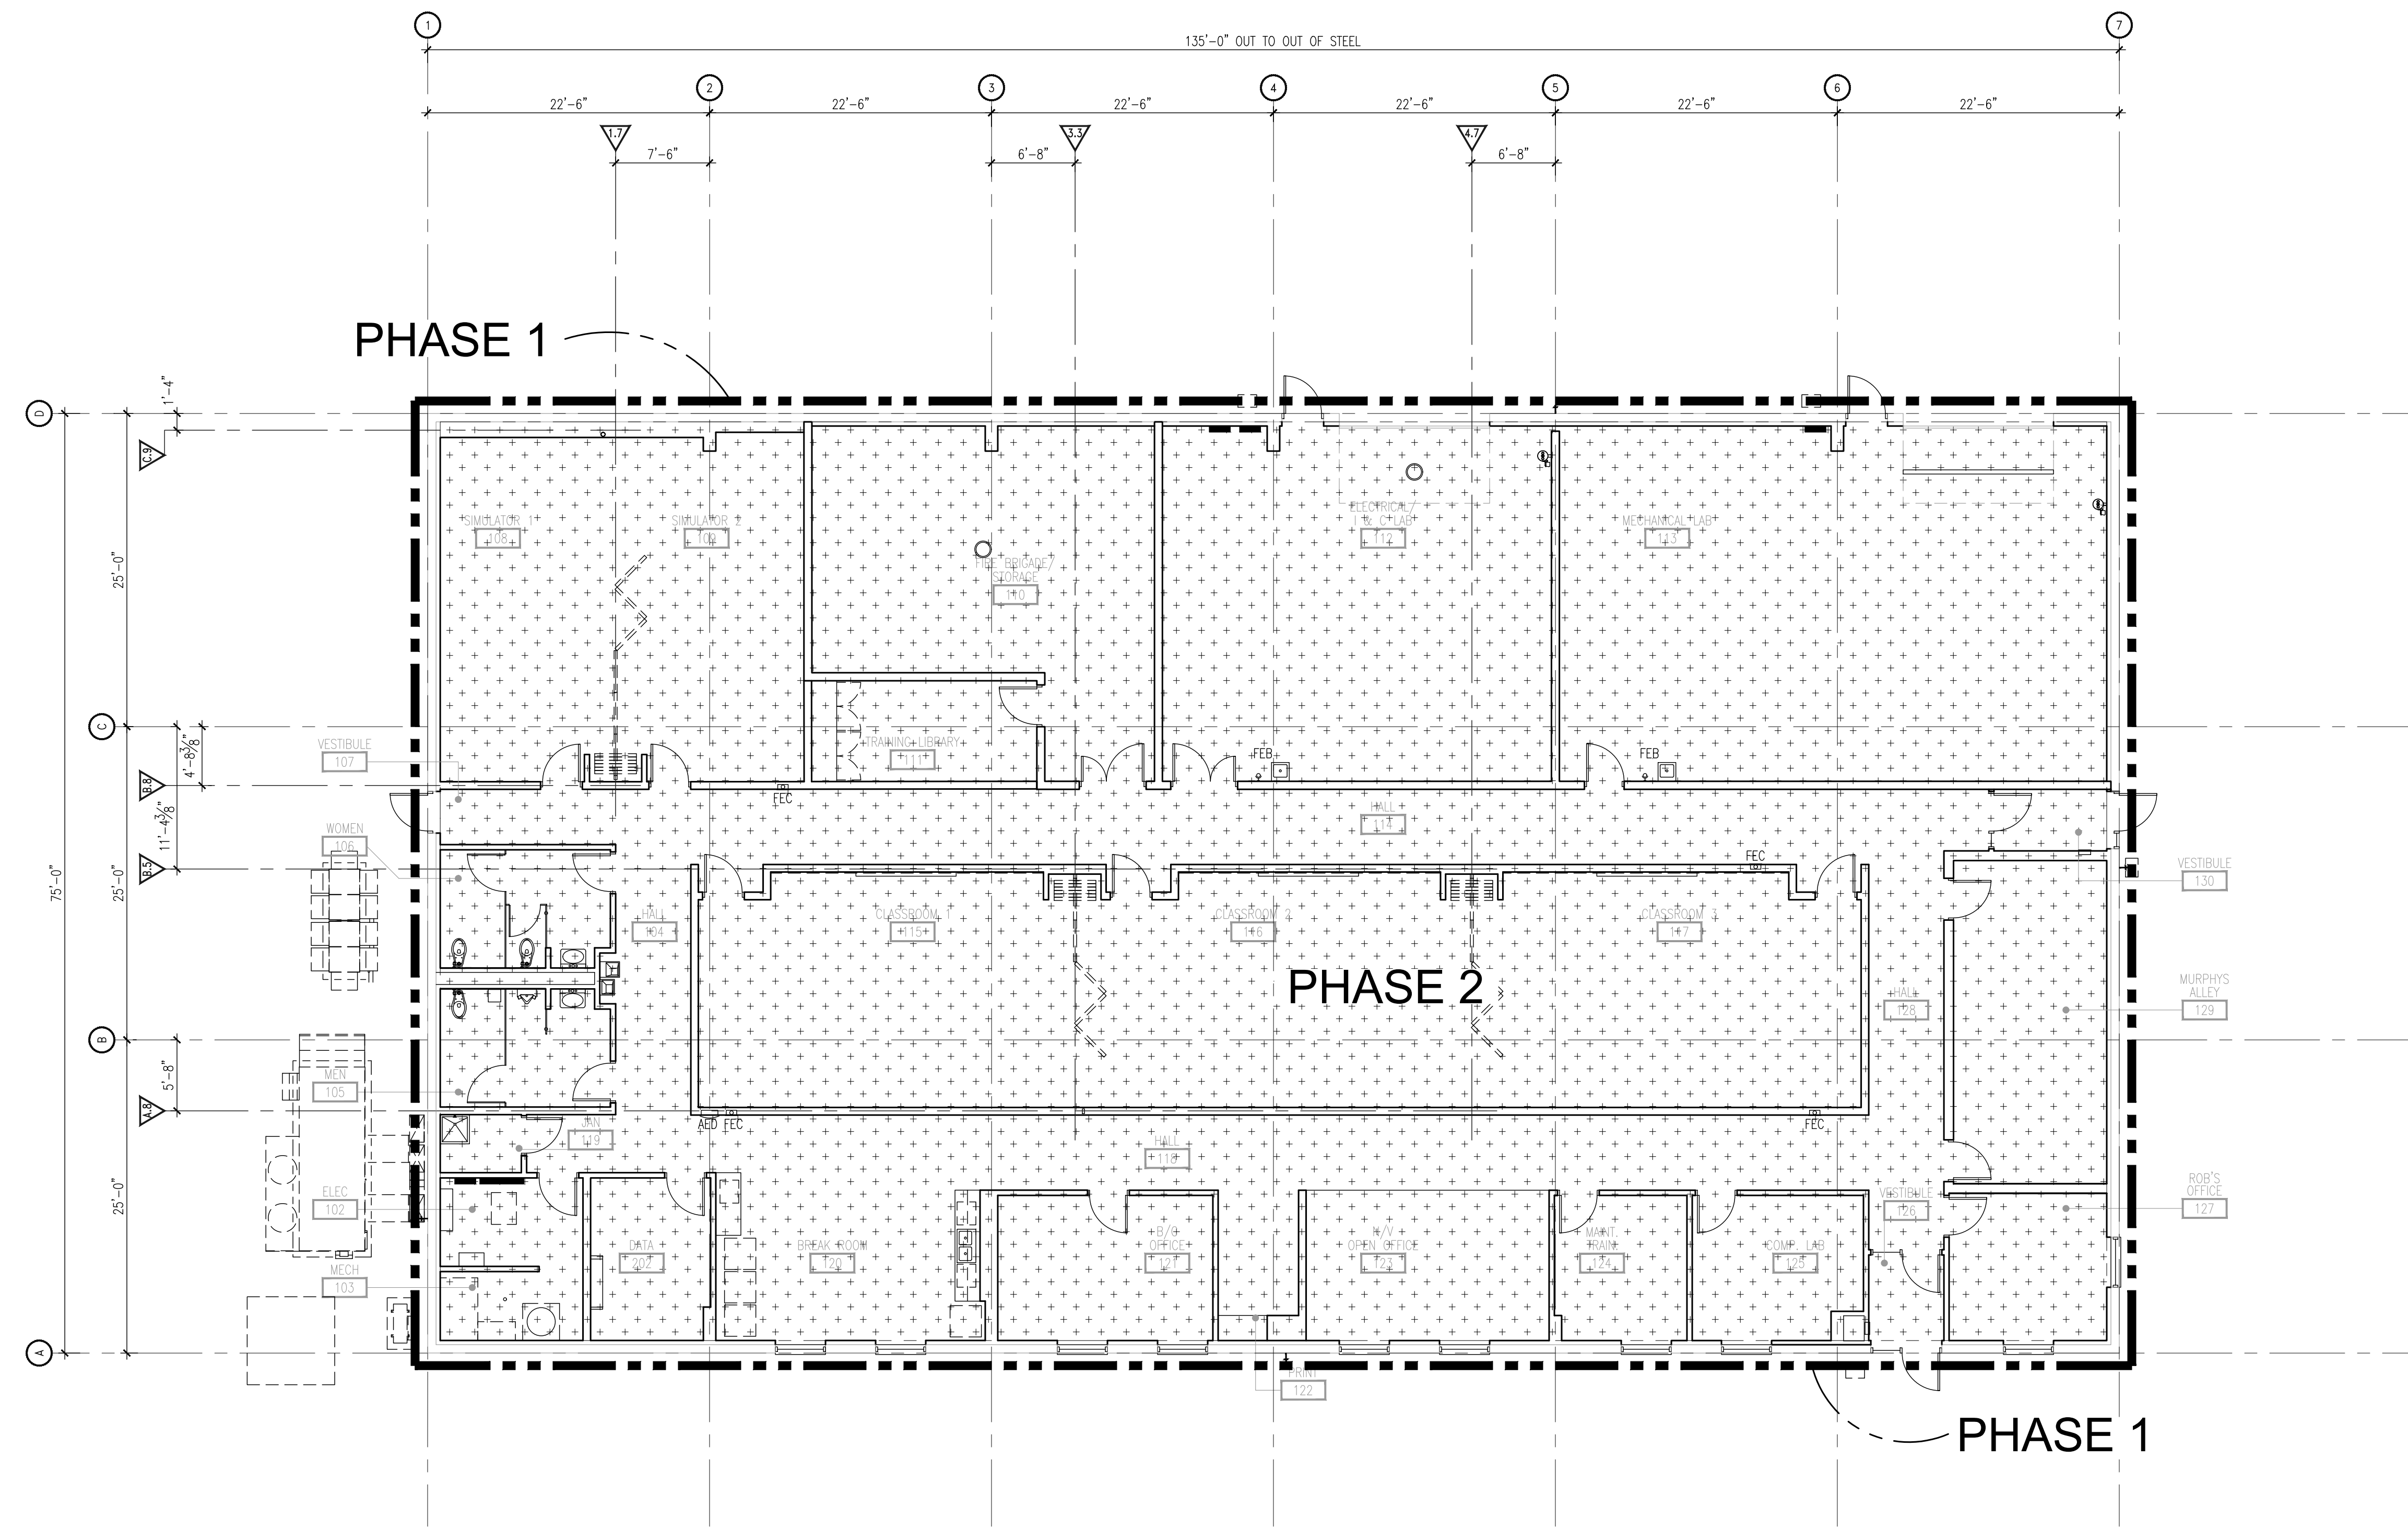 1
7
135'-0" OUT TO OUT OF STEEL
2
3
4
5
6
22'-6"
22'-6"
22'-6"
22'-6"
22'-6"
22'-6"
1.7
3.3
4.7
7'-6"
6'-8"
6'-8"
PHASE 1
1'-4"
D
C.9
SIMULATOR 1
108
SIMULATOR 2
109
ELECTRICAL/
I & C LAB
112
MECHANICAL LAB
113
FIRE BRIGADE/
STORAGE
110
25'-0"
C
4'-8 3/8"
VESTIBULE
107
TRAINING LIBRARY
111
FEB
FEB
B.8
FEC
HALL
114
11'-4 3/8"
WOMEN
106
B.5
FEC
VESTIBULE
130
75'-0"
25'-0"
HALL
104
CLASSROOM 1
115
CLASSROOM 2
116
CLASSROOM 3
117
PHASE 2
HALL
128
MURPHYS
ALLEY
129
B
5'-8"
MEN
105
A.8
AED FEC
FEC
JAN
119
HALL
118
25'-0"
ELEC
102
VESTIBULE
126
ROB'S
OFFICE
127
DATA
202
BREAK ROOM
120
B/O
OFFICE
121
N/V
OPEN OFFICE
123
MAINT.
TRAIN.
124
COMP. LAB
125
MECH
103
A
PRINT
122
PHASE 1